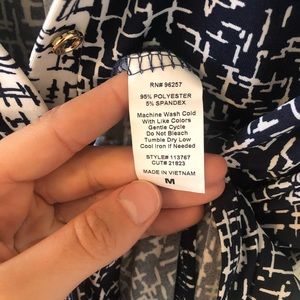 RN# 96257
95% POLYESTER
5% SPANDEX
Machine Wash Cold
With Like Colors
Gentle Cycle
Do Not Bleach
Tumble Dry Low
Cool Iron If Needed
STYLE# 113767
CUT# 21823
MADE IN VIETNAM
M